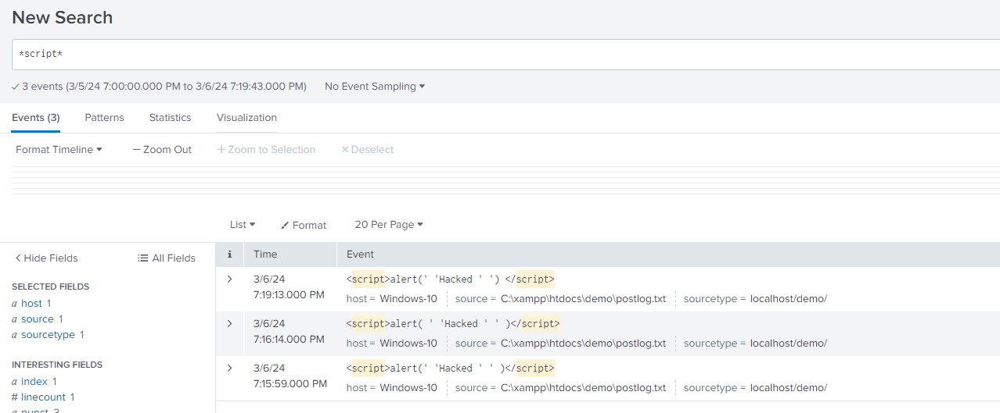 New Search
*script*
3 events (3/5/24 7:00:00.000 PM to 3/6/24 7:19:43.000 PM) No Event Sampling
Events (3) Patterns Statistics Visualization
Format Timeline — Zoom Out + Zoom to Selection × Deselect
List Format 20 Per Page
< Hide Fields All Fields
SELECTED FIELDS
a host 1
a source 1
a sourcetype 1
INTERESTING FIELDS
a index 1
# linecount 1
a punct 3
i Time Event
> 3/6/24 <script>alert(' 'Hacked ' ') </script>
7:19:13.000 PM host = Windows-10 source = C:\xampp\htdocs\demo\postlog.txt sourcetype = localhost/demo/
> 3/6/24 <script>alert( ' 'Hacked ' ' )</script>
7:16:14.000 PM host = Windows-10 source = C:\xampp\htdocs\demo\postlog.txt sourcetype = localhost/demo/
> 3/6/24 <script>alert(' 'Hacked ' ' )</script>
7:15:59.000 PM host = Windows-10 source = C:\xampp\htdocs\demo\postlog.txt sourcetype = localhost/demo/